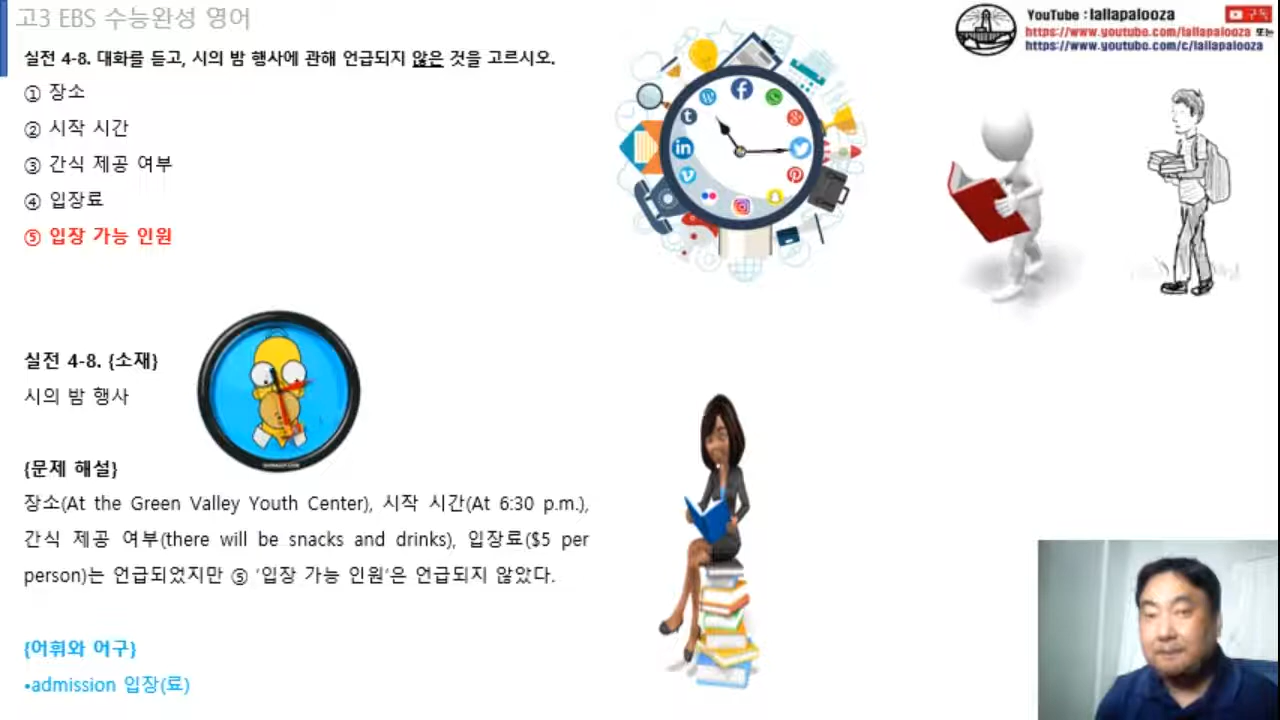 고3 EBS 수능완성 영어
YouTube : lallapalooza
구독
https://www.youtube.com/lallapalooza 또는
https://www.youtube.com/c/lallapalooza
실전 4-8. 대화를 듣고, 시의 밤 행사에 관해 언급되지 않은 것을 고르시오.
① 장소
② 시작 시간
③ 간식 제공 여부
④ 입장료
⑤ 입장 가능 인원
실전 4-8. {소재}
시의 밤 행사
{문제 해설}
장소(At the Green Valley Youth Center), 시작 시간(At 6:30 p.m.),
간식 제공 여부(there will be snacks and drinks), 입장료($5 per
person)는 언급되었지만 ⑤ ‘입장 가능 인원’은 언급되지 않았다.
{어휘와 어구}
•admission 입장(료)